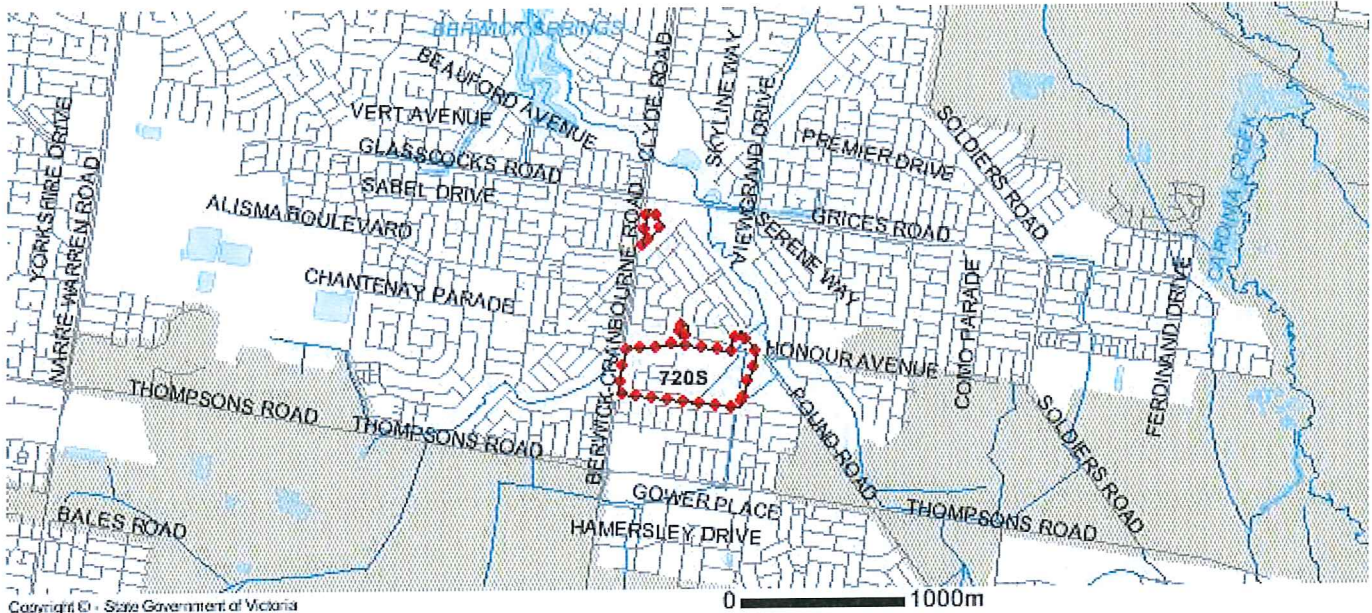 BERWICK SPRINGS
BEAUFORD AVENUE
CLYDE ROAD
SKYLINE WAY
NEWGRAND DRIVE
VIEWGRAND DRIVE
VERT AVENUE
PREMIER DRIVE
SOLDIERS ROAD
YORKSHIRE DRIVE
GLASSCOCKS ROAD
SABEL DRIVE
CARDINIA CREEK
ALISMA BOULEVARD
GRICES ROAD
SERENE WAY
NARRE WARREN ROAD
CHANTENAY PARADE
BERWICK-CRANBOURNE ROAD
COMO PARADE
FERDINAND DRIVE
HONOUR AVENUE
720S
THOMPSONS ROAD
THOMPSONS ROAD
POUND ROAD
SOLDIERS ROAD
GOWER PLACE
THOMPSONS ROAD
BALES ROAD
HAMERSLEY DRIVE
Copyright © - State Government of Victoria
0 1000m